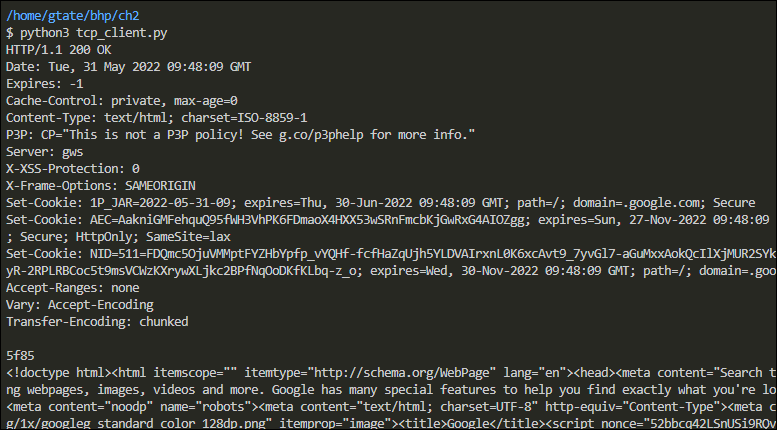 /home/gtate/bhp/ch2
$ python3 tcp_client.py
HTTP/1.1 200 OK
Date: Tue, 31 May 2022 09:48:09 GMT
Expires: -1
Cache-Control: private, max-age=0
Content-Type: text/html; charset=ISO-8859-1
P3P: CP="This is not a P3P policy! See g.co/p3phelp for more info."
Server: gws
X-XSS-Protection: 0
X-Frame-Options: SAMEORIGIN
Set-Cookie: 1P_JAR=2022-05-31-09; expires=Thu, 30-Jun-2022 09:48:09 GMT; path=/; domain=.google.com; Secure
Set-Cookie: AEC=AakniGMFehquQ95fWH3VhPK6FDmaoX4HXX53wSRnFmcbKjGwRxG4AIOZgg; expires=Sun, 27-Nov-2022 09:48:09
; Secure; HttpOnly; SameSite=lax
Set-Cookie: NID=511=FDQmc5OjuVMMptFYZHbYpfp_vYQHf-fcfHaZqUjh5YLDVAIrxnL0K6xcAvt9_7yvGl7-aGuMxxAokQcIlXjMUR2SYk
yR-2RPLRBCoc5t9msVCWzKXrywXLjkc2BPfNqOoDKfKLbq-z_o; expires=Wed, 30-Nov-2022 09:48:09 GMT; path=/; domain=.goo
Accept-Ranges: none
Vary: Accept-Encoding
Transfer-Encoding: chunked
5f85
<!doctype html><html itemscope="" itemtype="http://schema.org/WebPage" lang="en"><head><meta content="Search t
ng webpages, images, videos and more. Google has many special features to help you find exactly what you're lo
<meta content="noodp" name="robots"><meta content="text/html; charset=UTF-8" http-equiv="Content-Type"><meta c
g/1x/googleg_standard_color_128dp.png" itemprop="image"><title>Google</title><script nonce="52bbcq42LSnUSi9RQv